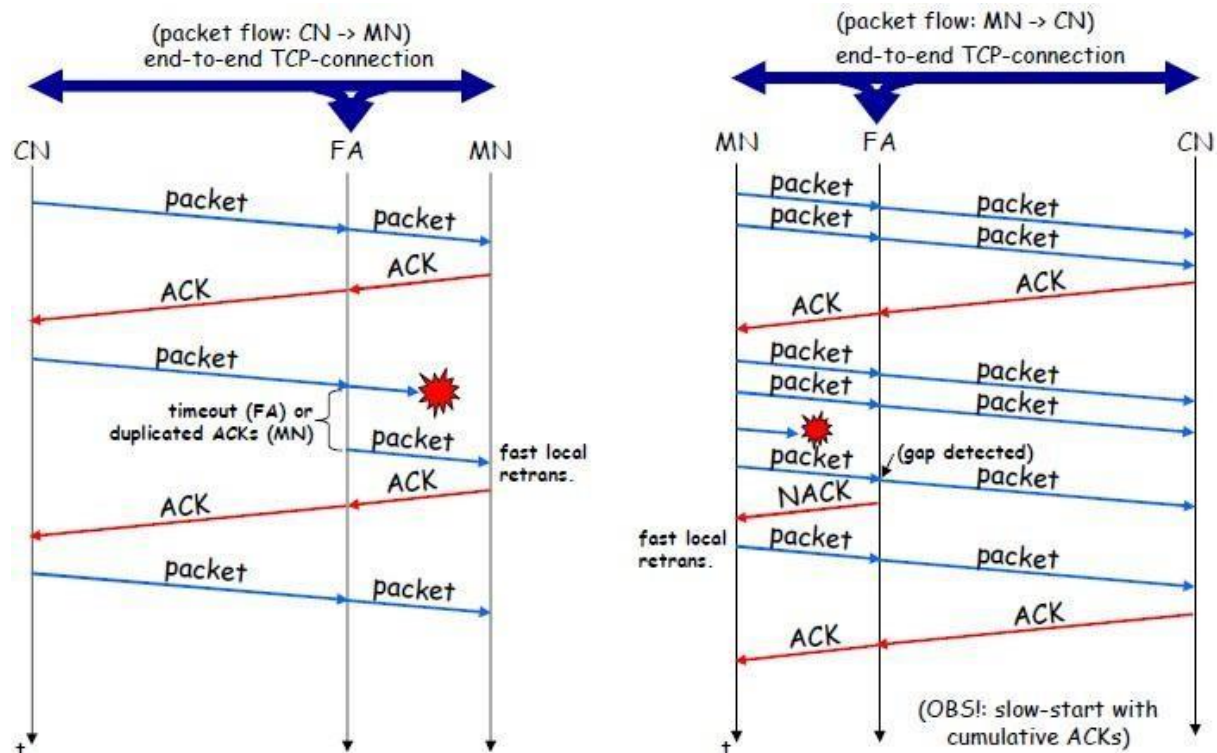 (packet flow: CN -> MN)
end-to-end TCP-connection
CN
FA
MN
packet
packet
ACK
ACK
packet
timeout (FA) or
duplicated ACKs (MN)
packet
fast local
retrans.
ACK
ACK
packet
packet
t
(packet flow: MN -> CN)
end-to-end TCP-connection
MN
FA
CN
packet
packet
packet
packet
ACK
ACK
packet
packet
packet
packet
(gap detected)
packet
packet
NACK
fast local
retrans.
packet
packet
ACK
ACK
(OBS!: slow-start with
cumulative ACKs)
t